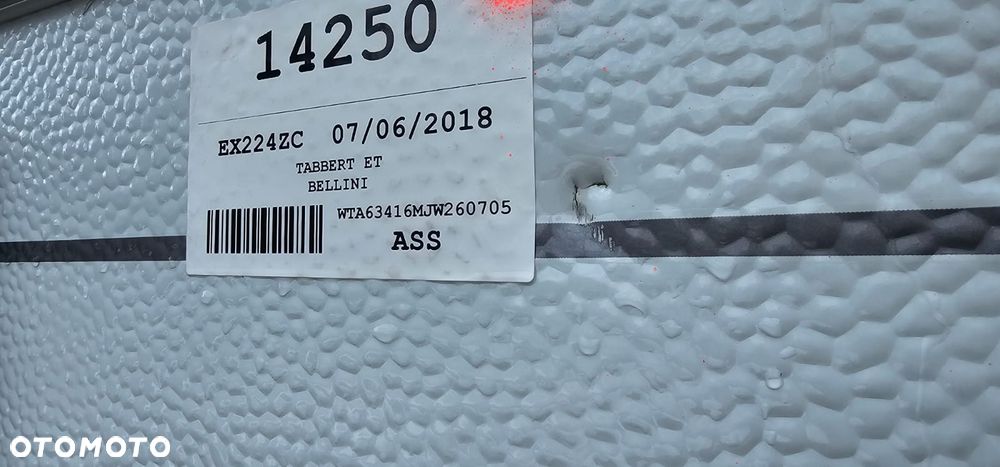 14250
EX224ZC 07/06/2018
TABBERT ET
BELLINI
WTA63416MJW260705
ASS
OTOMOTO